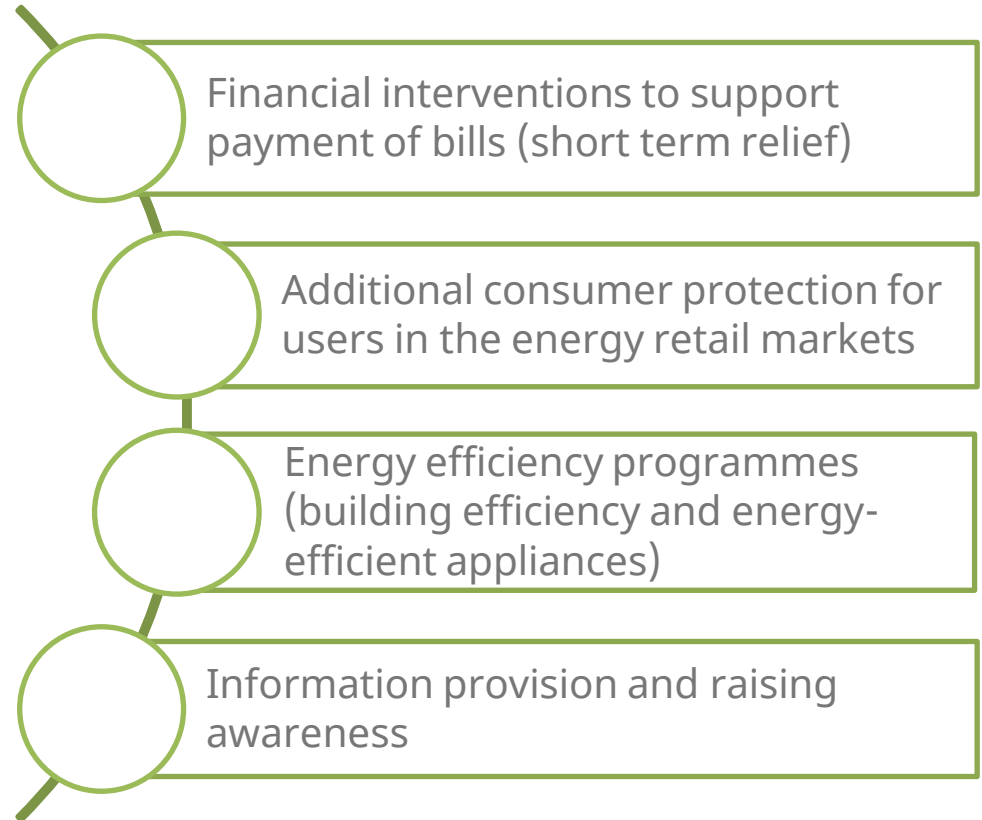 Financial interventions to support
payment of bills (short term relief)
Additional consumer protection for
users in the energy retail markets
Energy efficiency programmes
(building efficiency and energy-
efficient appliances)
Information provision and raising
awareness